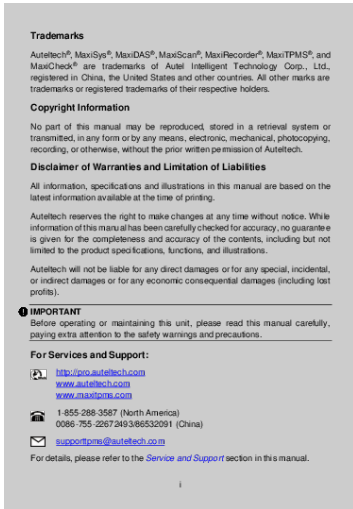 Trademarks
Auteltech®, MaxiSys®, MaxiDAS®, MaxiScan®, MaxiRecorder®, MaxiTPMS®, and
MaxiCheck® are trademarks of Autel Intelligent Technology Corp., Ltd.,
registered in China, the United States and other countries. All other marks are
trademarks or registered trademarks of their respective holders.
Copyright Information
No part of this manual may be reproduced, stored in a retrieval system or
transmitted, in any form or by any means, electronic, mechanical, photocopying,
recording, or otherwise, without the prior written permission of Auteltech.
Disclaimer of Warranties and Limitation of Liabilities
All information, specifications and illustrations in this manual are based on the
latest information available at the time of printing.
Auteltech reserves the right to make changes at any time without notice. While
information of this manual has been carefully checked for accuracy, no guarantee
is given for the completeness and accuracy of the contents, including but not
limited to the product specifications, functions, and illustrations.
Auteltech will not be liable for any direct damages or for any special, incidental,
or indirect damages or for any economic consequential damages (including lost
profits).
IMPORTANT
Before operating or maintaining this unit, please read this manual carefully,
paying extra attention to the safety warnings and precautions.
For Services and Support:
http://pro.auteltech.com
www.auteltech.com
www.maxitpms.com
1-855-288-3587 (North America)
0086-755-22672493/86532091 (China)
supporttpms@auteltech.com
For details, please refer to the Service and Support section in this manual.
i